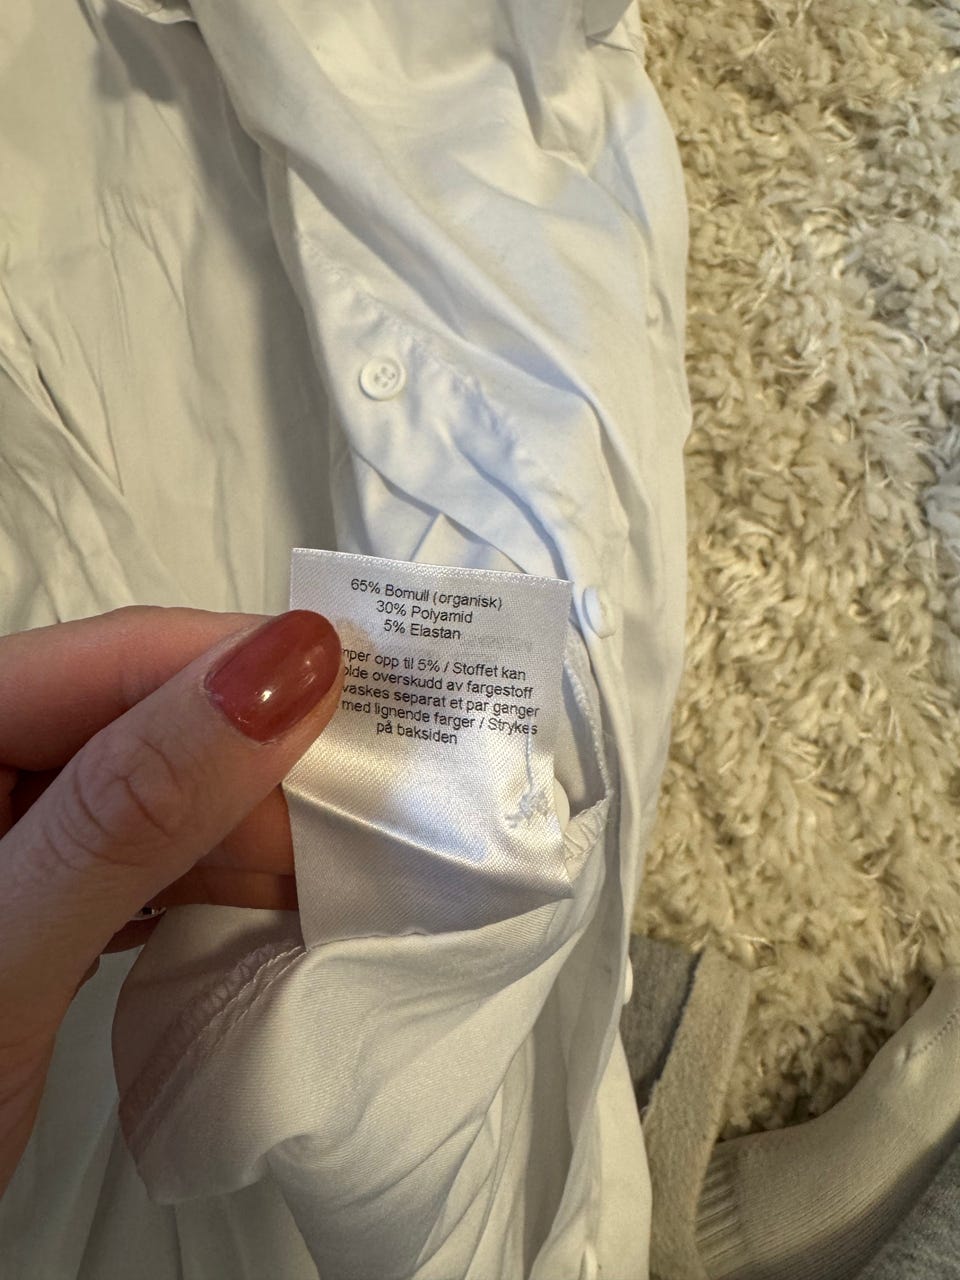 65% Bomull (organisk)
30% Polyamid
5% Elastan
opp til 5% / Stoffet kan
overskudd av fargestoff
vaskes separat et par ganger
med lignende farger / Strykes
på baksiden